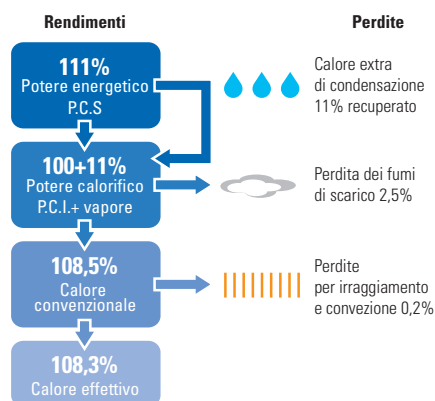 Rendimenti
Perdite
111%
Potere energetico
P.C.S
Calore extra
di condensazione
11% recuperato
100+11%
Potere calorifico
P.C.I.+ vapore
Perdita dei fumi
di scarico 2,5%
108,5%
Calore
convenzionale
Perdite
per irraggiamento
e convezione 0,2%
108,3%
Calore effettivo